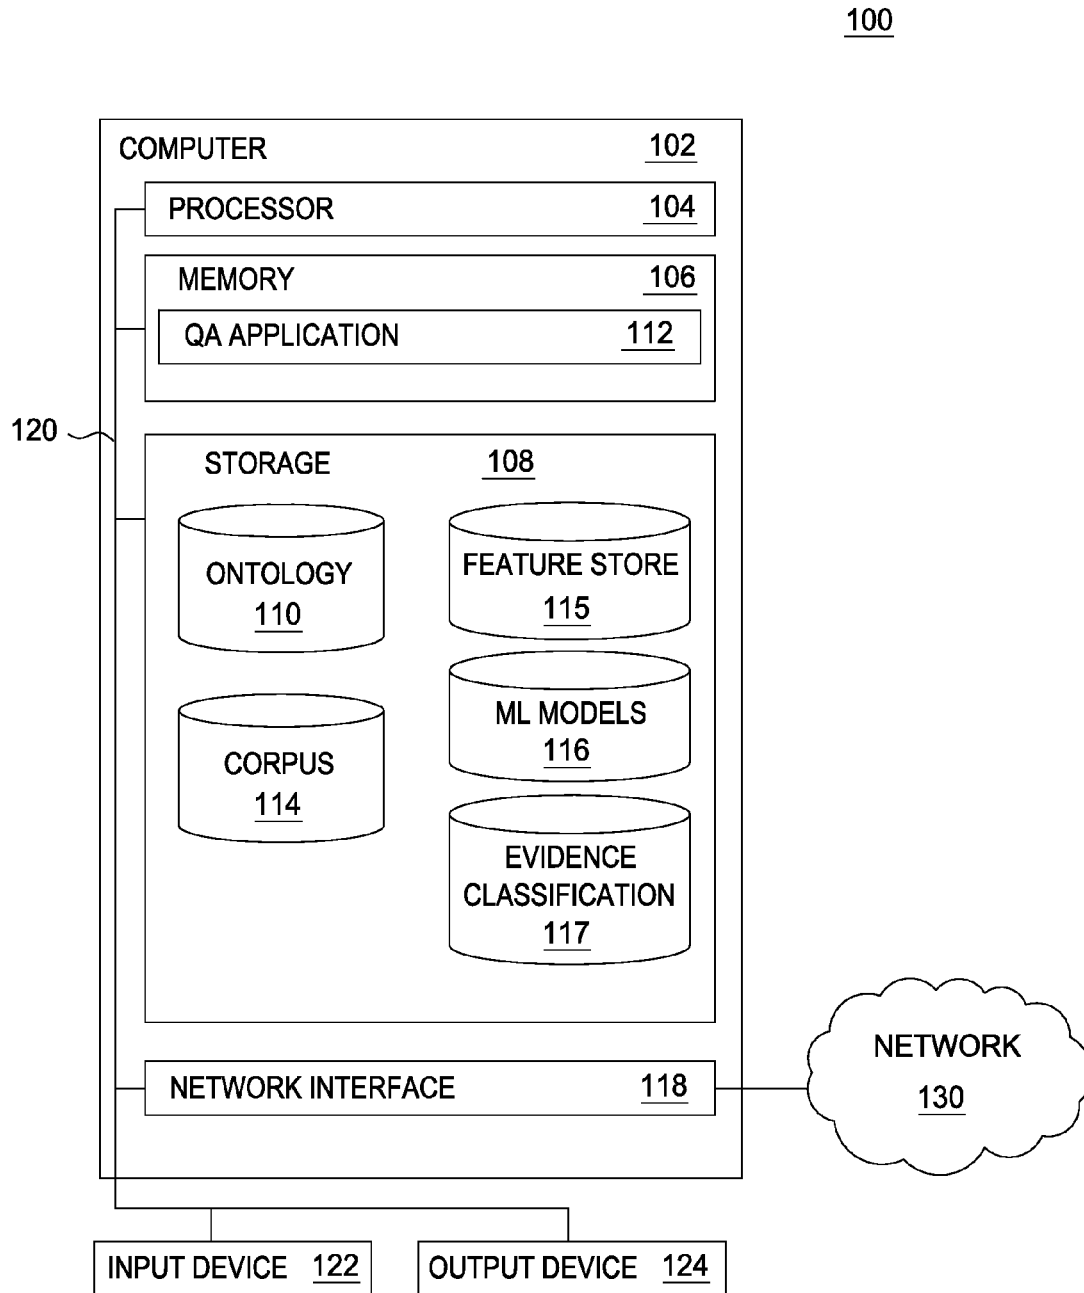 100
COMPUTER 102
PROCESSOR 104
MEMORY 106
QA APPLICATION 112
120
STORAGE 108
ONTOLOGY
110
FEATURE STORE
115
ML MODELS
116
CORPUS
114
EVIDENCE
CLASSIFICATION
117
NETWORK INTERFACE 118
NETWORK
130
INPUT DEVICE 122
OUTPUT DEVICE 124